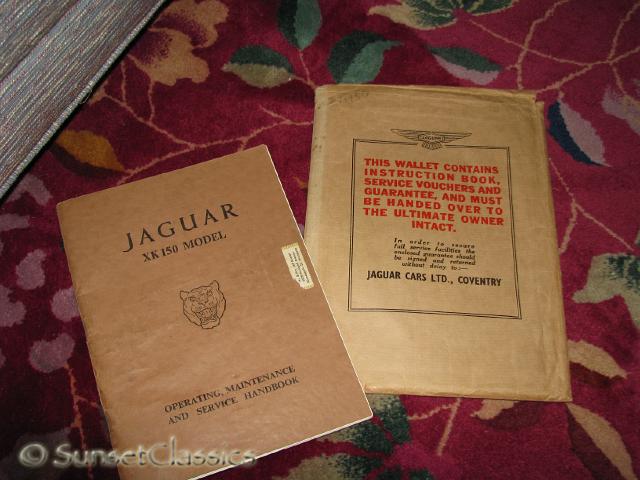 JAGUAR
XK150 MODEL
OPERATING, MAINTENANCE
AND SERVICE HANDBOOK
JAGUAR
THIS WALLET CONTAINS
INSTRUCTION BOOK,
SERVICE VOUCHERS AND
GUARANTEE, AND MUST
BE HANDED OVER TO
THE ULTIMATE OWNER
INTACT.
In order to secure
full service facilities the
enclosed guarantee should
be signed and returned
without delay to:—
JAGUAR CARS LTD., COVENTRY
© SunsetClassics